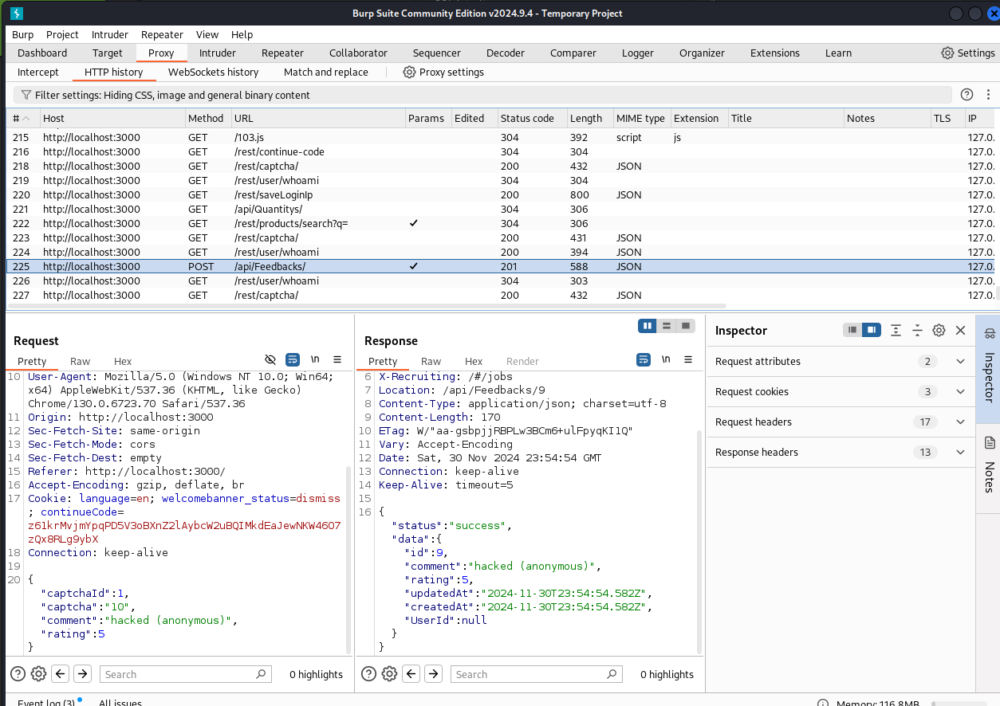 Burp Suite Community Edition v2024.9.4 - Temporary Project
Burp Project Intruder Repeater View Help
Dashboard Target Proxy Intruder Repeater Collaborator Sequencer Decoder Comparer Logger Organizer Extensions Learn Settings
Intercept HTTP history WebSockets history Match and replace Proxy settings
Filter settings: Hiding CSS, image and general binary content
# Host Method URL Params Edited Status code Length MIME type Extension Title Notes TLS IP
215 http://localhost:3000 GET /103.js 304 392 script js 127.0.
216 http://localhost:3000 GET /rest/continue-code 304 304 127.0.
218 http://localhost:3000 GET /rest/captcha/ 200 432 JSON 127.0.
219 http://localhost:3000 GET /rest/user/whoami 304 304 127.0.
220 http://localhost:3000 GET /rest/saveLoginIp 200 800 JSON 127.0.
221 http://localhost:3000 GET /api/Quantitys/ 304 306 127.0.
222 http://localhost:3000 GET /rest/products/search?q= ✓ 304 306 127.0.
223 http://localhost:3000 GET /rest/captcha/ 200 431 JSON 127.0.
224 http://localhost:3000 GET /rest/user/whoami 200 394 JSON 127.0.
225 http://localhost:3000 POST /api/Feedbacks/ ✓ 201 588 JSON 127.0.
226 http://localhost:3000 GET /rest/user/whoami 304 303 127.0.
227 http://localhost:3000 GET /rest/captcha/ 200 432 JSON 127.0.
Request
Pretty Raw Hex \n
10 User-Agent: Mozilla/5.0 (Windows NT 10.0; Win64;
x64) AppleWebKit/537.36 (KHTML, like Gecko)
Chrome/130.0.6723.70 Safari/537.36
11 Origin: http://localhost:3000
12 Sec-Fetch-Site: same-origin
13 Sec-Fetch-Mode: cors
14 Sec-Fetch-Dest: empty
15 Referer: http://localhost:3000/
16 Accept-Encoding: gzip, deflate, br
17 Cookie: language=en; welcomebanner_status=dismiss
; continueCode=
z61krMvjmYpqPD5V3oBXnZ2lAybcW2uBQIMkdEaJewNKW46O7
zQx8RLg9ybX
18 Connection: keep-alive
19
20 {
"captchaId":1,
"captcha":"10",
"comment":"hacked (anonymous)",
"rating":5
}
Search 0 highlights
Response
Pretty Raw Hex Render \n
6 X-Recruiting: /#/jobs
7 Location: /api/Feedbacks/9
8 Content-Type: application/json; charset=utf-8
9 Content-Length: 170
10 ETag: W/"aa-gsbpjjRBPLw3BCm6+ulFpyqKI1Q"
11 Vary: Accept-Encoding
12 Date: Sat, 30 Nov 2024 23:54:54 GMT
13 Connection: keep-alive
14 Keep-Alive: timeout=5
15
16 {
"status":"success",
"data":{
"id":9,
"comment":"hacked (anonymous)",
"rating":5,
"updatedAt":"2024-11-30T23:54:54.582Z",
"createdAt":"2024-11-30T23:54:54.582Z",
"UserId":null
}
}
Search 0 highlights
Inspector
Request attributes 2
Request cookies 3
Request headers 17
Response headers 13
Inspector
Notes
Event log (3) All issues Memory: 116.8MB